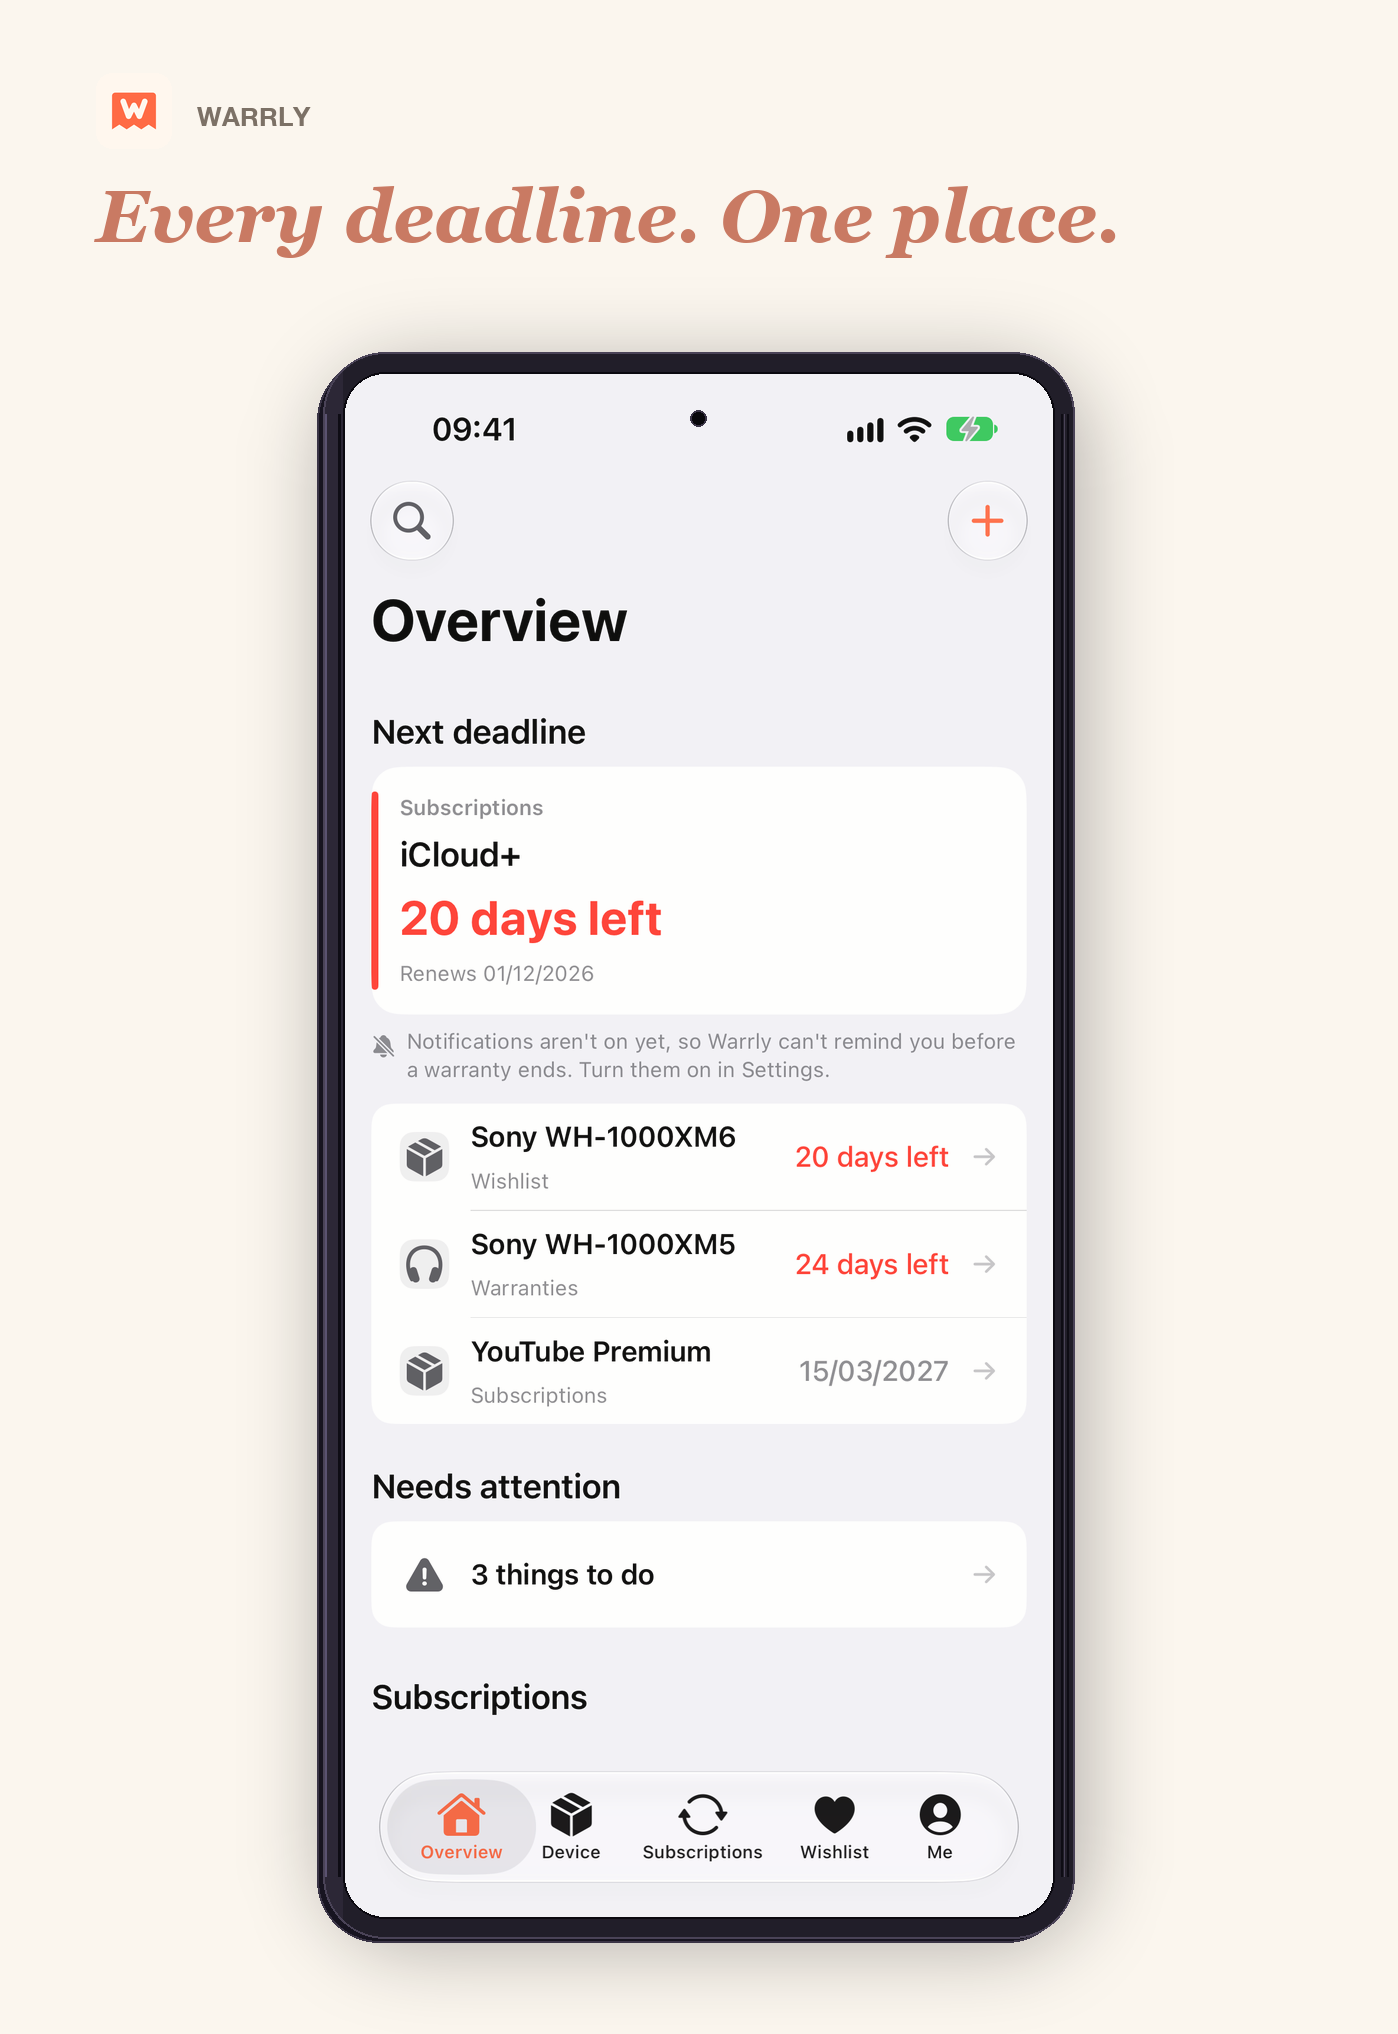 W
WARRLY
Every deadline. One place.
09:41
Overview
Next deadline
Subscriptions
iCloud+
20 days left
Renews 01/12/2026
Notifications aren't on yet, so Warrly can't remind you before
a warranty ends. Turn them on in Settings.
Sony WH-1000XM6
20 days left
Wishlist
Sony WH-1000XM5
24 days left
Warranties
YouTube Premium
15/03/2027
Subscriptions
Needs attention
3 things to do
Subscriptions
Overview
Device
Subscriptions
Wishlist
Me